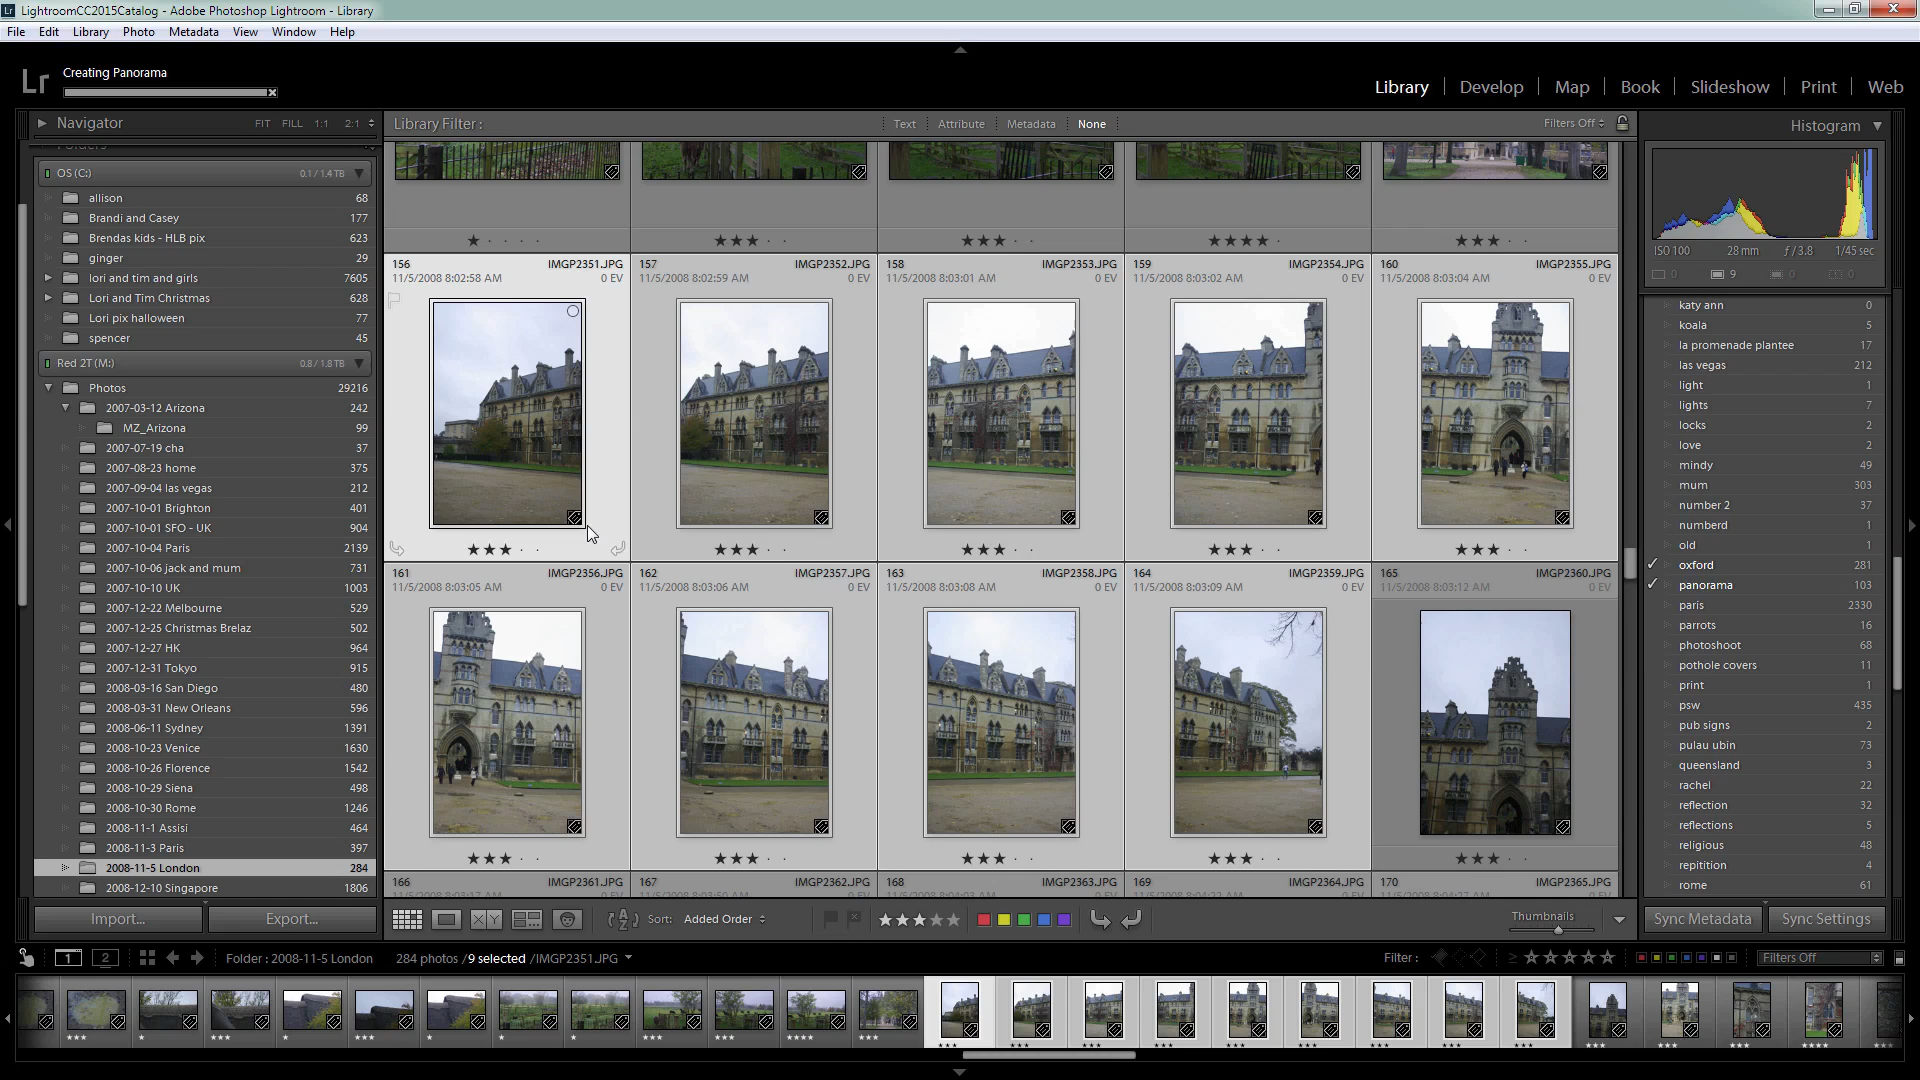 LightroomCC2015Catalog - Adobe Photoshop Lightroom - Library
File Edit Library Photo Metadata View Window Help
Lr
Creating Panorama
Library Develop Map Book Slideshow Print Web
Navigator FIT FILL 1:1 2:1
Library Filter : Text Attribute Metadata None Filters Off
Histogram
OS (C:) 0.1 / 1.4 TB
allison 68
Brandi and Casey 177
Brendas kids - HLB pix 623
ginger 29
lori and tim and girls 7605
Lori and Tim Christmas 628
Lori pix halloween 77
spencer 45
Red 2T (M:) 0.8 / 1.8 TB
Photos 29216
2007-03-12 Arizona 242
MZ_Arizona 99
2007-07-19 cha 37
2007-08-23 home 375
2007-09-04 las vegas 212
2007-10-01 Brighton 401
2007-10-01 SFO - UK 904
2007-10-04 Paris 2139
2007-10-06 jack and mum 731
2007-10-10 UK 1003
2007-12-22 Melbourne 529
2007-12-25 Christmas Brelaz 502
2007-12-27 HK 964
2007-12-31 Tokyo 915
2008-03-16 San Diego 480
2008-03-31 New Orleans 596
2008-06-11 Sydney 1391
2008-10-23 Venice 1630
2008-10-26 Florence 1542
2008-10-29 Siena 498
2008-10-30 Rome 1246
2008-11-1 Assisi 464
2008-11-3 Paris 397
2008-11-5 London 284
2008-12-10 Singapore 1806
Import... Export...
156 IMGP2351.JPG
11/5/2008 8:02:58 AM 0 EV
157 IMGP2352.JPG
11/5/2008 8:02:59 AM 0 EV
158 IMGP2353.JPG
11/5/2008 8:03:01 AM 0 EV
159 IMGP2354.JPG
11/5/2008 8:03:02 AM 0 EV
160 IMGP2355.JPG
11/5/2008 8:03:04 AM 0 EV
161 IMGP2356.JPG
11/5/2008 8:03:05 AM 0 EV
162 IMGP2357.JPG
11/5/2008 8:03:06 AM 0 EV
163 IMGP2358.JPG
11/5/2008 8:03:08 AM 0 EV
164 IMGP2359.JPG
11/5/2008 8:03:09 AM 0 EV
165 IMGP2360.JPG
11/5/2008 8:03:12 AM 0 EV
166 IMGP2361.JPG
167 IMGP2362.JPG
168 IMGP2363.JPG
169 IMGP2364.JPG
170 IMGP2365.JPG
Sort: Added Order
Thumbnails
ISO 100 28 mm ƒ / 3.8 1/45 sec
0 9 0 0
katy ann 0
koala 5
la promenade plantee 17
las vegas 212
light 1
lights 7
locks 2
love 2
mindy 49
mum 303
number 2 37
numberd 1
old 1
oxford 281
panorama 103
paris 2330
parrots 16
photoshoot 68
pothole covers 11
print 1
psw 435
pub signs 2
pulau ubin 73
queensland 3
rachel 22
reflection 32
reflections 5
religious 48
repitition 4
rome 61
Sync Metadata Sync Settings
1 2 Folder : 2008-11-5 London 284 photos / 9 selected / IMGP2351.JPG
Filter : ≥ Filters Off